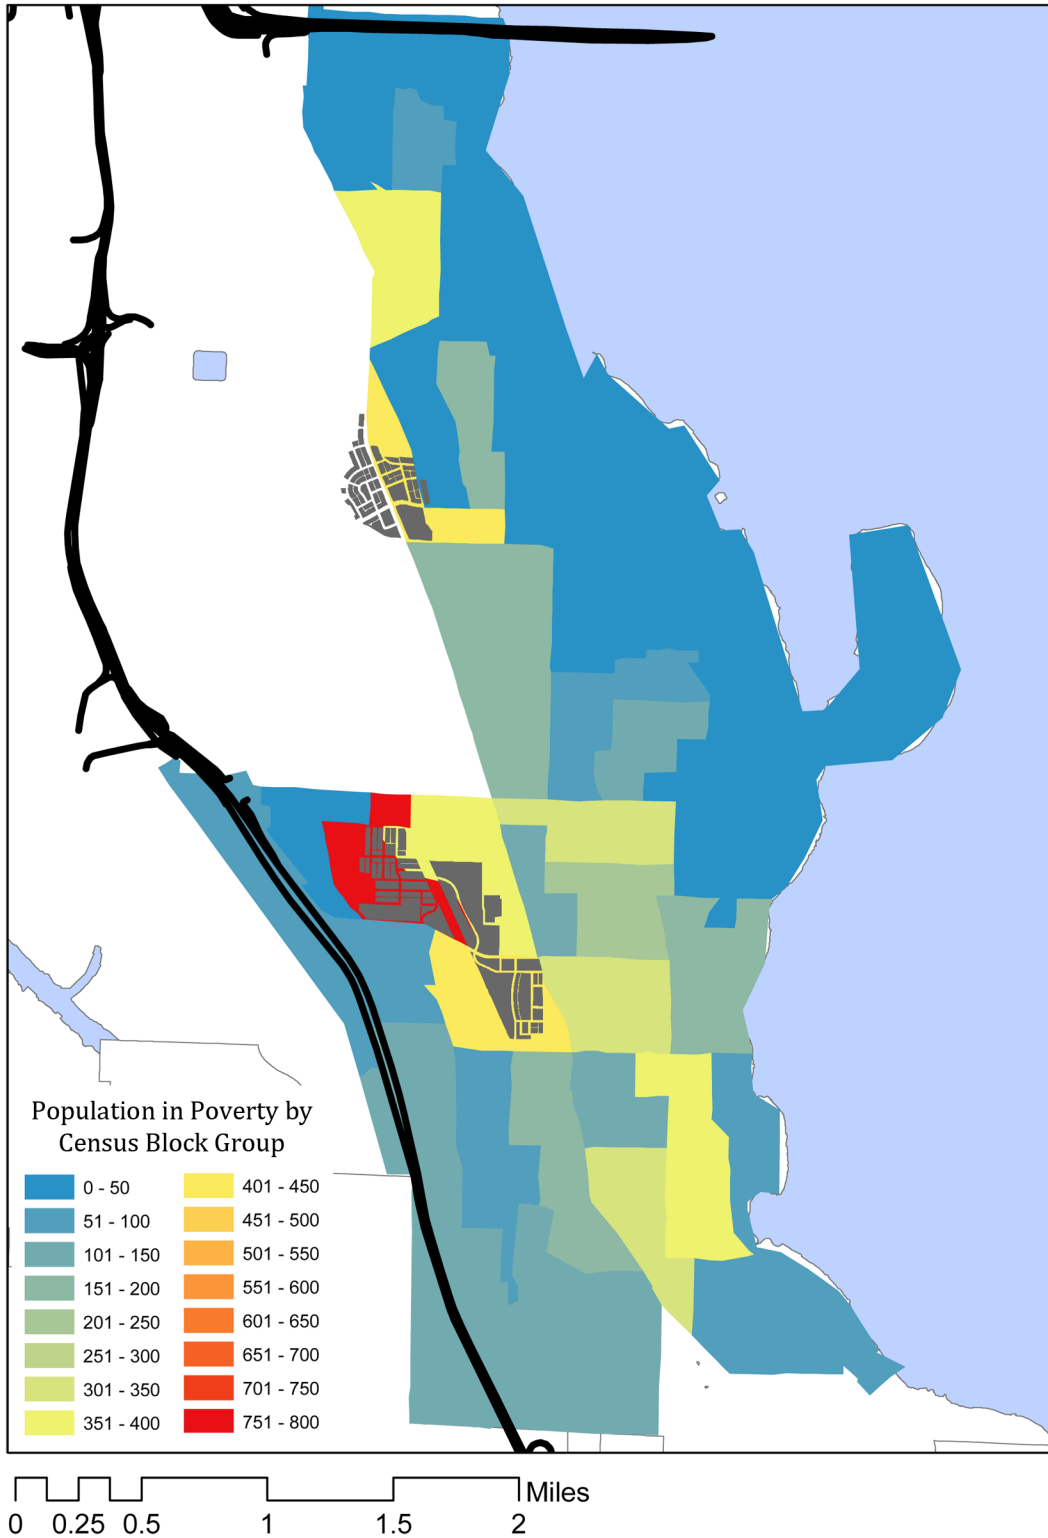 Population in Poverty by
Census Block Group
0 - 50
51 - 100
101 - 150
151 - 200
201 - 250
251 - 300
301 - 350
351 - 400
401 - 450
451 - 500
501 - 550
551 - 600
601 - 650
651 - 700
701 - 750
751 - 800
Miles
0 0.25 0.5 1 1.5 2